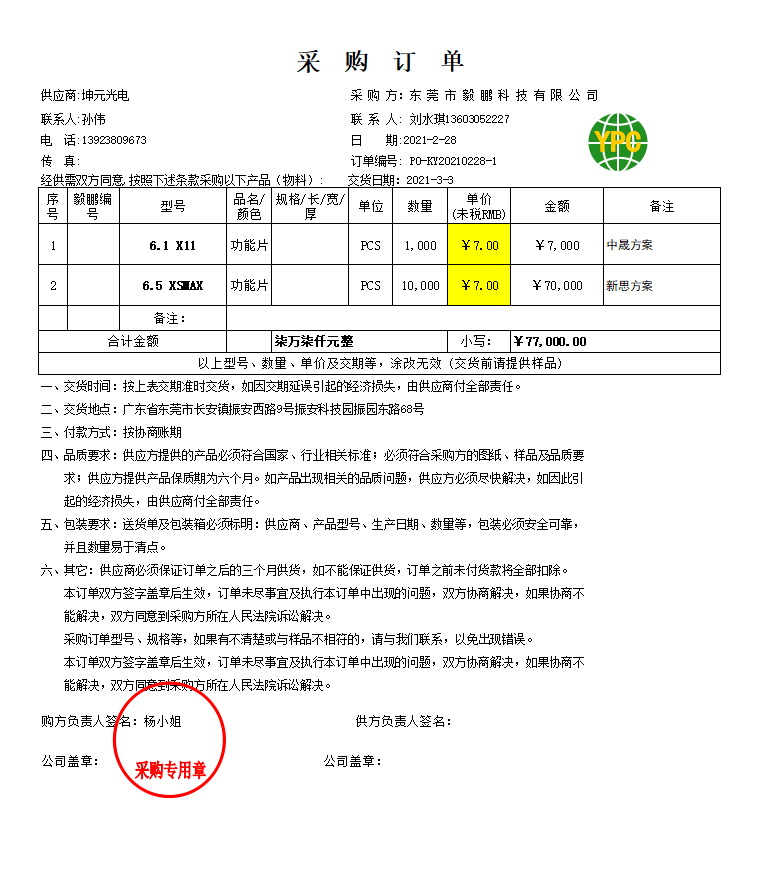 采 购 订 单
供应商:坤元光电 采 购 方: 东 莞 市 毅 鹏 科 技 有 限 公 司
联系人:孙伟 联 系 人: 刘水琪13603052227
电 话:13923809673 日 期:2021-2-28
传 真: 订单编号: PO-KY20210228-1
YPC
经供需双方同意,按照下述条款采购以下产品（物料）: 交货日期: 2021-3-3
序号 毅鹏编号 型号 品名/颜色 规格/长/宽/厚 单位 数量 单价(未税RMB) 金额 备注
1 6.1 X11 功能片 PCS 1,000 ￥7.00 ￥7,000 中晟方案
2 6.5 XSMAX 功能片 PCS 10,000 ￥7.00 ￥70,000 新思方案
备注:
合计金额 柒万柒仟元整 小写: ￥77,000.00
以上型号、数量、单价及交期等，涂改无效（交货前请提供样品）
一、交货时间: 按上表交期准时交货，如因交期延误引起的经济损失，由供应商付全部责任。
二、交货地点: 广东省东莞市长安镇振安西路9号振安科技园振园东路68号
三、付款方式: 按协商账期
四、品质要求: 供应方提供的产品必须符合国家、行业相关标准；必须符合采购方的图纸、样品及品质要
求；供应方提供产品保质期为六个月。如产品出现相关的品质问题，供应方必须尽快解决，如因此引
起的经济损失，由供应商付全部责任。
五、包装要求: 送货单及包装箱必须标明: 供应商、产品型号、生产日期、数量等，包装必须安全可靠，
并且数量易于清点。
六、其它: 供应商必须保证订单之后的三个月供货，如不能保证供货，订单之前未付货款将全部扣除。
本订单双方签字盖章后生效，订单未尽事宜及执行本订单中出现的问题，双方协商解决，如果协商不
能解决，双方同意到采购方所在人民法院诉讼解决。
采购订单型号、规格等，如果有不清楚或与样品不相符的，请与我们联系，以免出现错误。
本订单双方签字盖章后生效，订单未尽事宜及执行本订单中出现的问题，双方协商解决，如果协商不
能解决，双方同意到采购方所在人民法院诉讼解决。
购方负责人签名: 杨小姐 供方负责人签名:
公司盖章: 公司盖章:
采购专用章